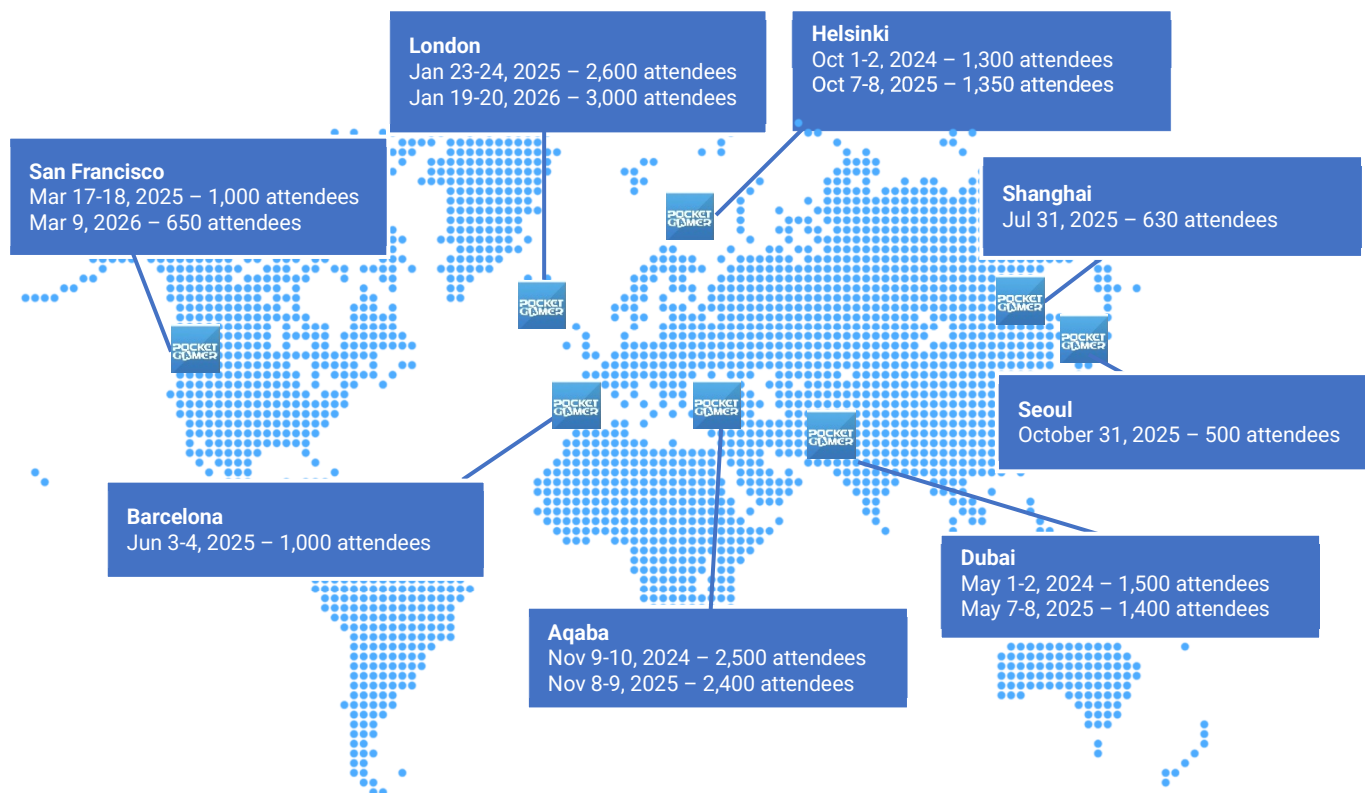 London
Jan 23-24, 2025 – 2,600 attendees
Jan 19-20, 2026 – 3,000 attendees
Helsinki
Oct 1-2, 2024 – 1,300 attendees
Oct 7-8, 2025 – 1,350 attendees
San Francisco
Mar 17-18, 2025 – 1,000 attendees
Mar 9, 2026 – 650 attendees
Shanghai
Jul 31, 2025 – 630 attendees
POCKET
GAMER
POCKET
GAMER
POCKET
GAMER
POCKET
GAMER
POCKET
GAMER
POCKET
GAMER
POCKET
GAMER
POCKET
GAMER
Seoul
October 31, 2025 – 500 attendees
Barcelona
Jun 3-4, 2025 – 1,000 attendees
Dubai
May 1-2, 2024 – 1,500 attendees
May 7-8, 2025 – 1,400 attendees
Aqaba
Nov 9-10, 2024 – 2,500 attendees
Nov 8-9, 2025 – 2,400 attendees